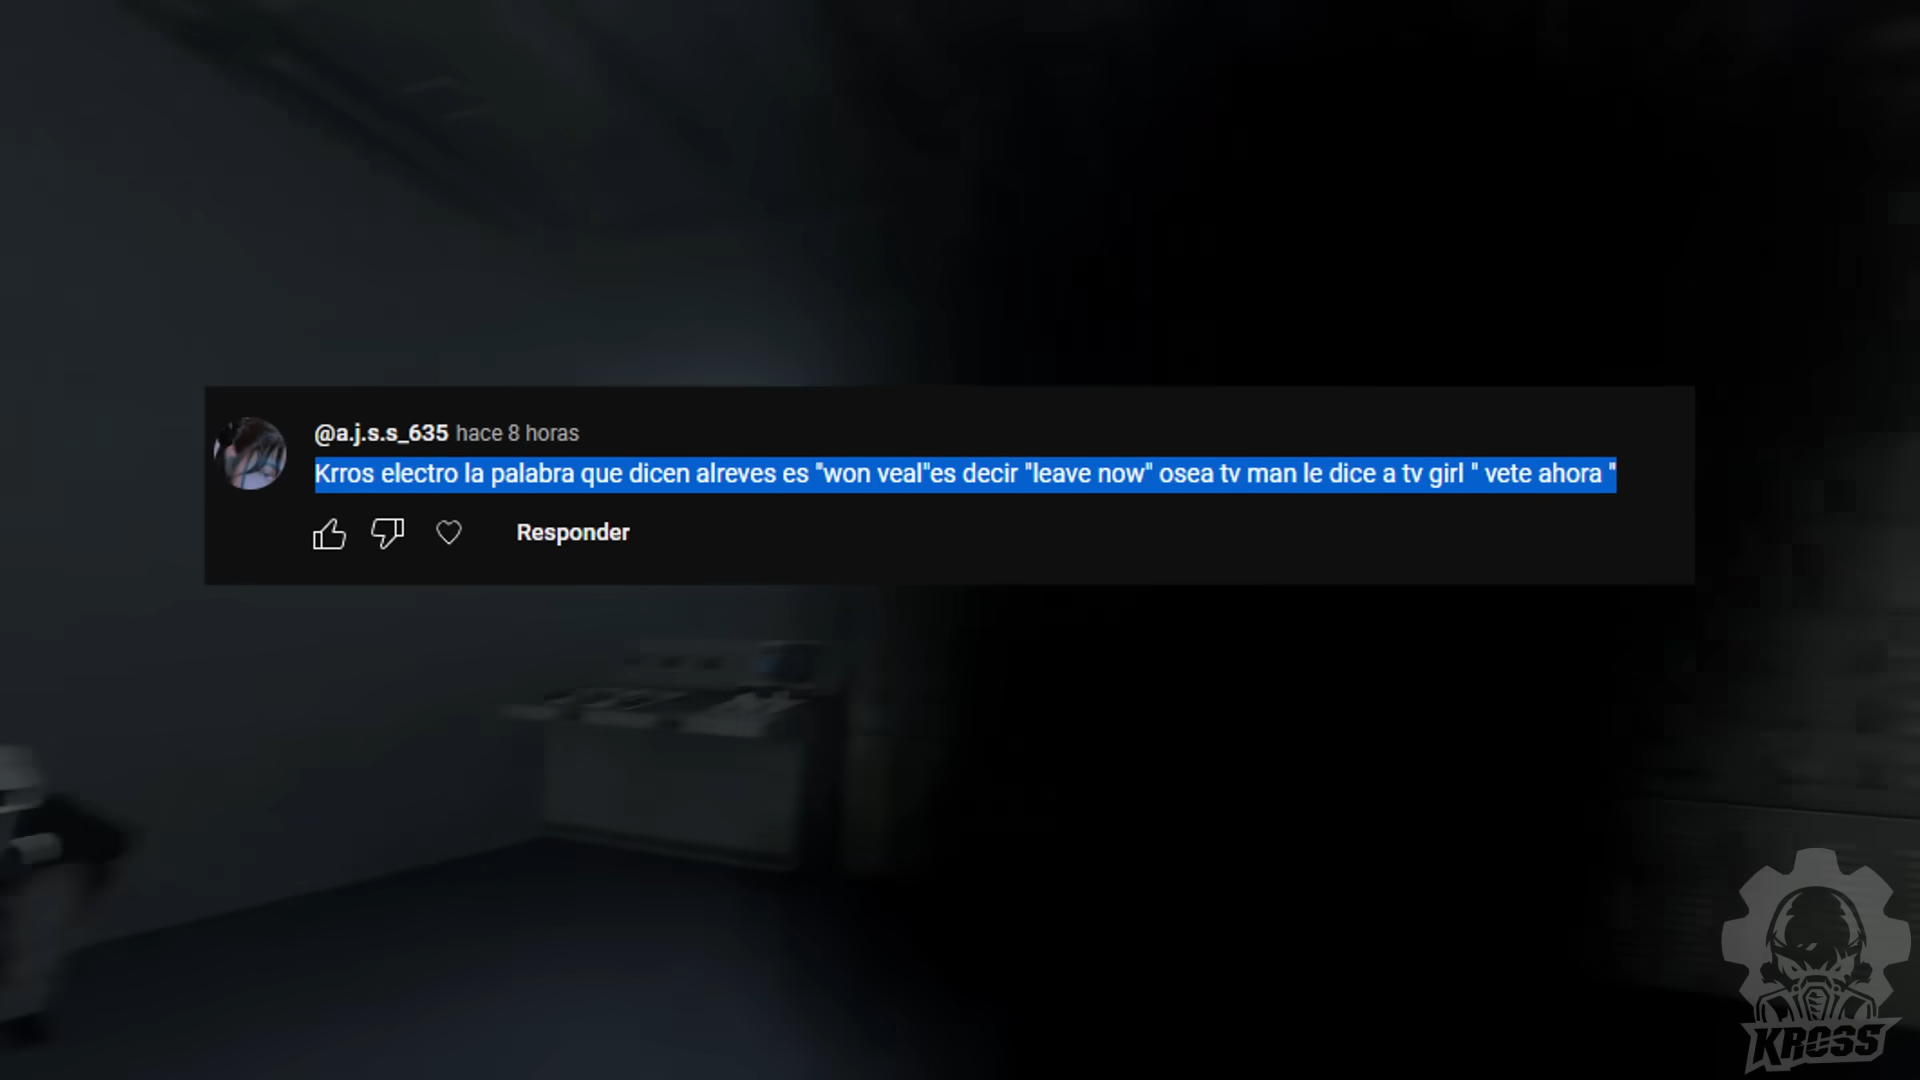 @a.j.s.s_635 hace 8 horas
Krros electro la palabra que dicen alreves es "won veal"es decir "leave now" osea tv man le dice a tv girl " vete ahora "
Responder
KROSS